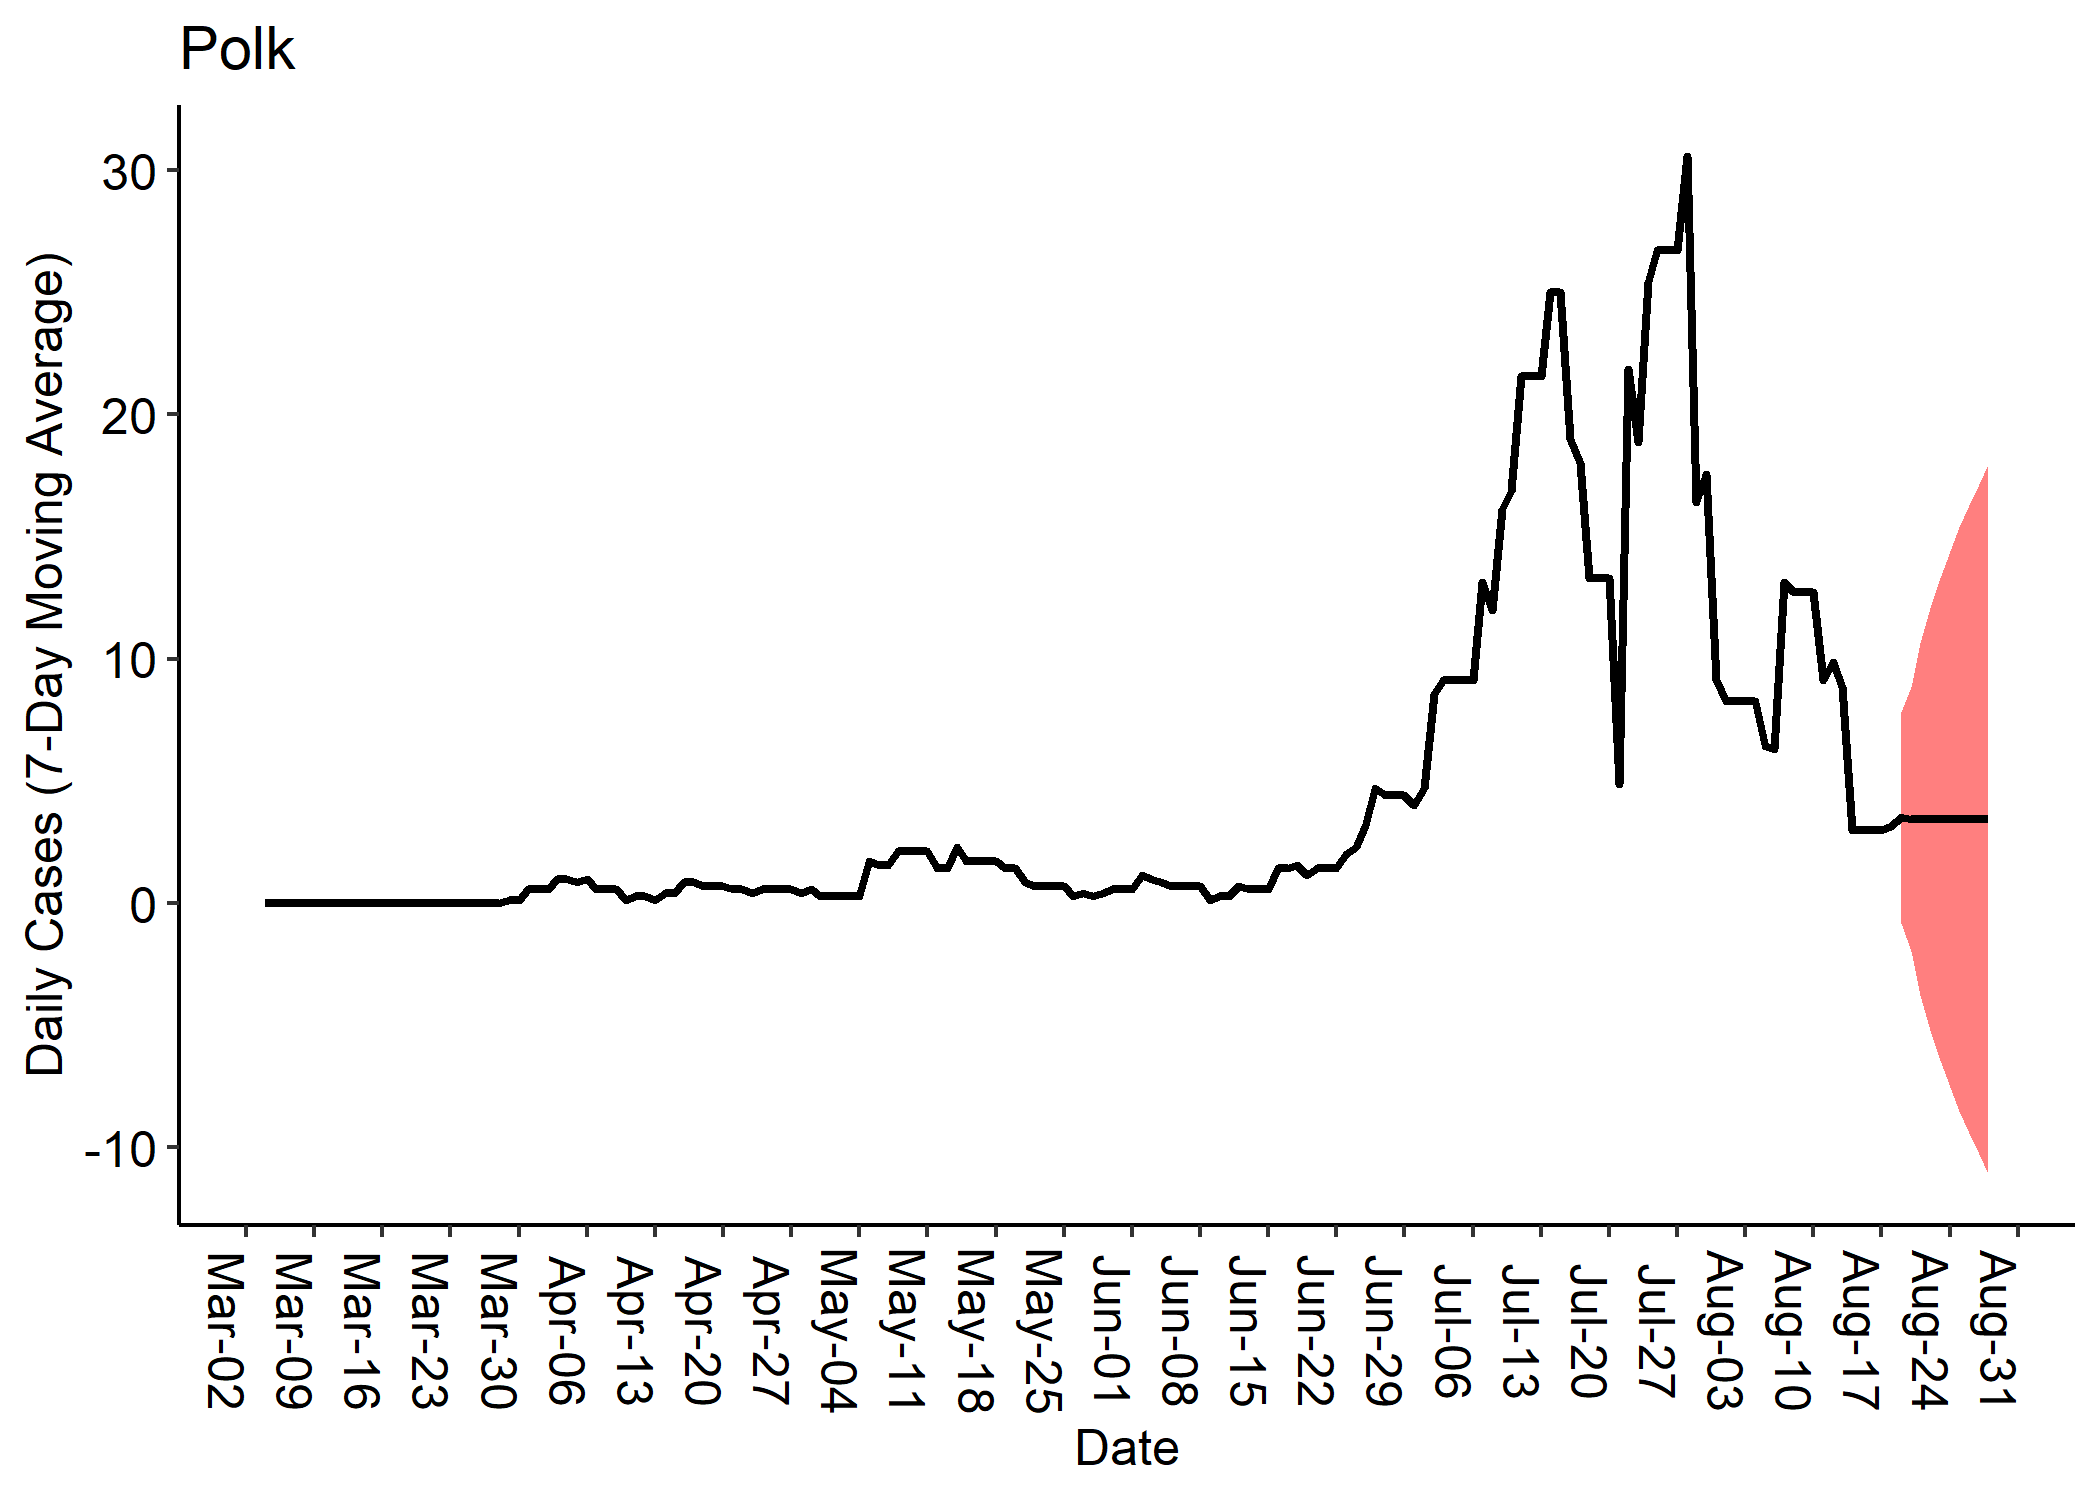 Polk
Daily Cases (7-Day Moving Average)
30
20
10
0
-10
Mar-02
Mar-09
Mar-16
Mar-23
Mar-30
Apr-06
Apr-13
Apr-20
Apr-27
May-04
May-11
May-18
May-25
Jun-01
Jun-08
Jun-15
Jun-22
Jun-29
Jul-06
Jul-13
Jul-20
Jul-27
Aug-03
Aug-10
Aug-17
Aug-24
Aug-31
Date